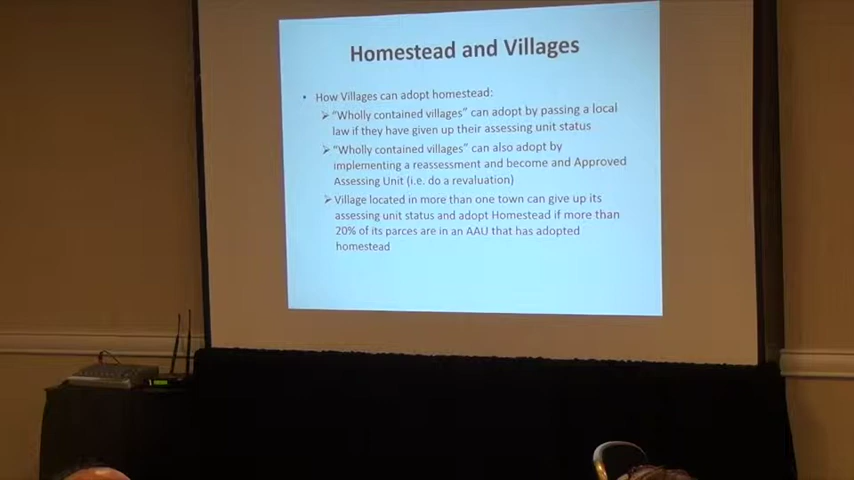 Homestead and Villages
• How Villages can adopt homestead:
➢ "Wholly contained villages" can adopt by passing a local
law if they have given up their assessing unit status
➢ "Wholly contained villages" can also adopt by
implementing a reassessment and become and Approved
Assessing Unit (i.e. do a revaluation)
➢ Village located in more than one town can give up its
assessing unit status and adopt Homestead if more than
20% of its parces are in an AAU that has adopted
homestead